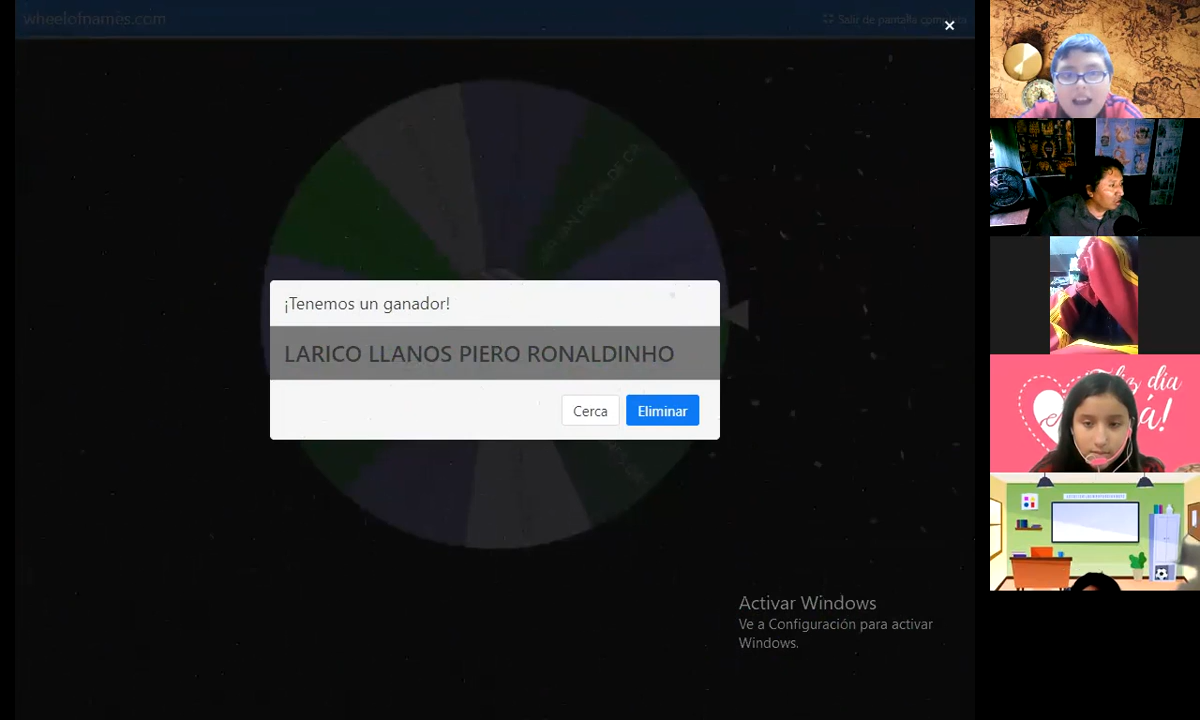 wheelofnames.com
Salir de pantalla completa
¡Tenemos un ganador!
LARICO LLANOS PIERO RONALDINHO
Cerca
Eliminar
Activar Windows
Ve a Configuración para activar
Windows.